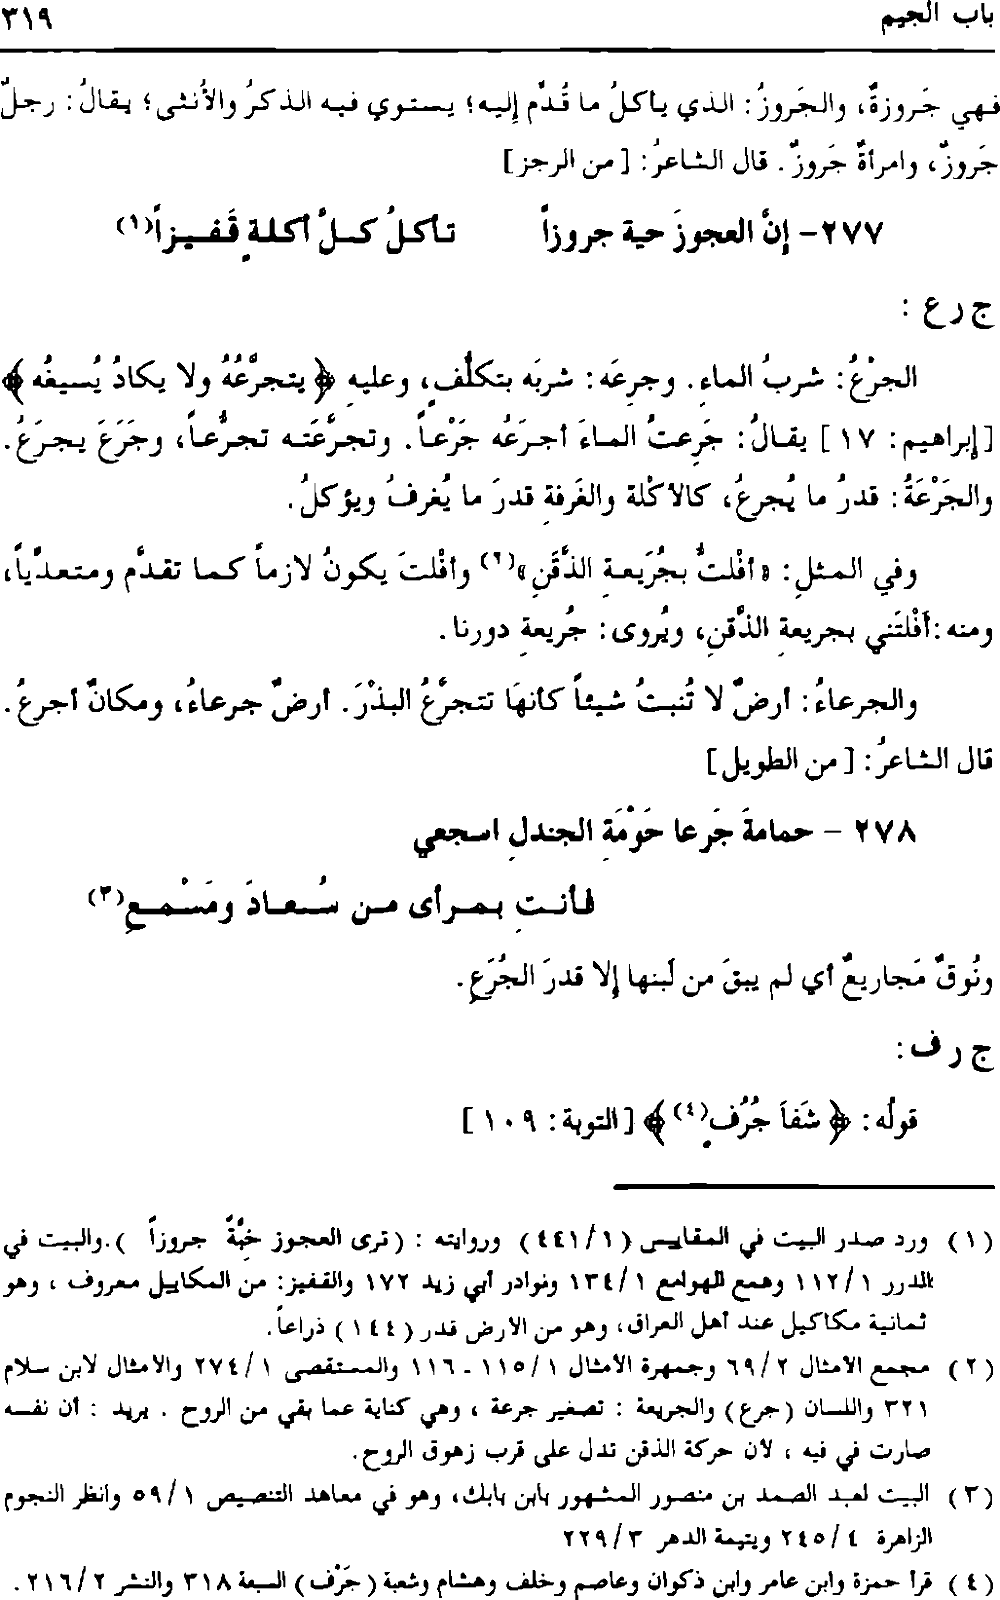 باب الجيم ٣١٩
فهي جَروزةٌ، والجَروزُ: الذي يأكلُ ما قُدِّم إليه؛ يستوي فيه الذكرُ والأُنثى؛ يقالُ: رجلٌ
جَروزٌ، وامرأةٌ جَروزٌ. قال الشاعرُ: [من الرجز]
٢٧٧- إنَّ العجوزَ حية جروزاً تأكلُ كلَّ أكلةٍ قَفيزاً(١)
ج ر ع :
الجرْعُ: شربُ الماءِ. وجرعَه: شربَه بتكلُّفٍ، وعليهِ ﴿يتجرَّعُهُ ولا يكادُ يُسيغُه﴾
[إبراهيم: ١٧] يقالُ: جَرِعتُ الماءَ أجرَعُه جَرْعاً. وتجرَّعَته تجرُّعاً، وجَرَعَ يجرَعُ.
والجَرْعَةُ: قدرُ ما يُجرعُ، كالأكْلة والغَرفةِ قدرَ ما يُغرفُ ويؤكلُ.
وفي المثلِ: «أفْلتُ بجُرَيعةِ الذَّقَنِ»(٢) وأفْلتَ يكونُ لازماً كما تقدَّم ومتعدِّياً،
ومنه: أَفْلتَني بجريعةِ الذَّقنِ، ويُروى: جُريعةِ دورنا.
والجرعاءُ: أرضٌ لا تُنبتُ شيئاً كأنهَا تتجرَّعُ البذْرَ. أرضٌ جرعاءُ، ومكانٌ أجرعُ.
قال الشاعرُ: [من الطويل]
٢٧٨ – حمامةَ جَرعا حَوْمَةِ الجندلِ اسجعي
فأنتِ بمرأى من سُعادَ ومَسْمعِ(٣)
ونُوقٌ مَجاريعٌ أي لم يبقَ من لَبنها إلا قدرَ الجُرَعِ.
ج ر ف:
قولُه: ﴿شَفَا جُرُفٍ(٤)﴾ [التوبة: ١٠٩]
(١) ورد صدر البيت في المقاييس (٤٤١/١) وروايته : (ترى العجوز خِبَّةً جروزاً ).والبيت في
الدرر ١١٢/١ وهمع الهوامع ١٣٤/١ ونوادر أبي زيد ١٧٢ والقفيز: من المكاييل معروف ، وهو
ثمانية مكاكيل عند أهل العراق، وهو من الأرض قدر (١٤٤) ذراعاً.
(٢) مجمع الأمثال ٦٩/٢ وجمهرة الأمثال ١١٥/١ ـ ١١٦ والمستقصى ٢٧٤/١ والأمثال لابن سلام
٣٢١ واللسان (جرع) والجريعة : تصغير جرعة ، وهي كناية عما بقي من الروح . يريد : أن نفسه
صارت في فيه ، لأن حركة الذقن تدل على قرب زهوق الروح.
(٣) البيت لعبد الصمد بن منصور المشهور بابن بابك، وهو في معاهد التنصيص ٥٩/١ وانظر النجوم
الزاهرة ٢٤٥/٤ ويتيمة الدهر ٢٢٩/٣
(٤) قرأ حمزة وابن عامر وابن ذكوان وعاصم وخلف وهشام وشعبة (جَرْف) السبعة ٣١٨ والنشر ٢١٦/٢.